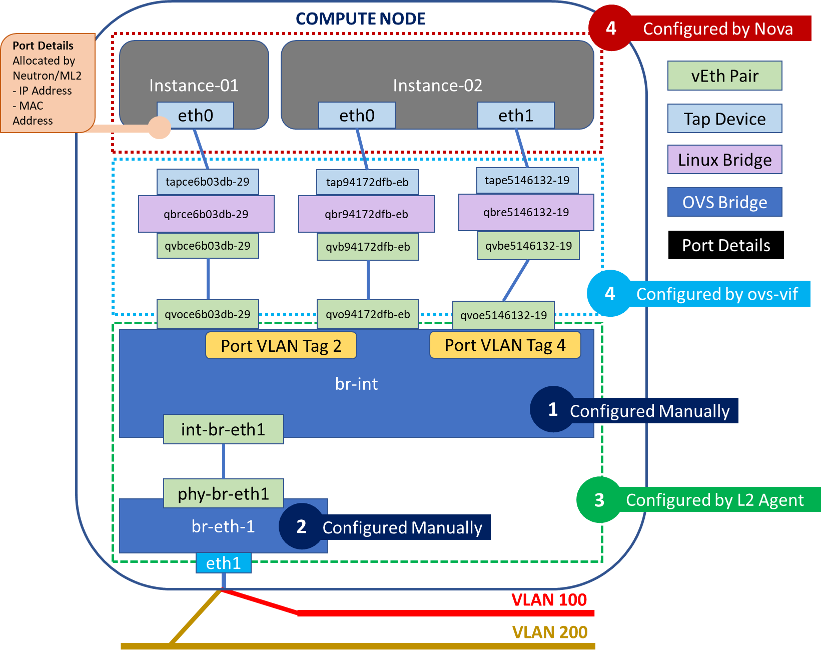 COMPUTE NODE
4 Configured by Nova
Port Details
Allocated by
Neutron/ML2
- IP Address
- MAC
Address
Instance-01
Instance-02
eth0
eth0
eth1
vEth Pair
Tap Device
Linux Bridge
OVS Bridge
Port Details
tapce6b03db-29
tap94172dfb-eb
tape5146132-19
qbrce6b03db-29
qbr94172dfb-eb
qbre5146132-19
qvbce6b03db-29
qvb94172dfb-eb
qvbe5146132-19
4 Configured by ovs-vif
qvoce6b03db-29
qvo94172dfb-eb
qvoe5146132-19
Port VLAN Tag 2
Port VLAN Tag 4
br-int
1 Configured Manually
int-br-eth1
phy-br-eth1
3 Configured by L2 Agent
br-eth-1
2 Configured Manually
eth1
VLAN 100
VLAN 200